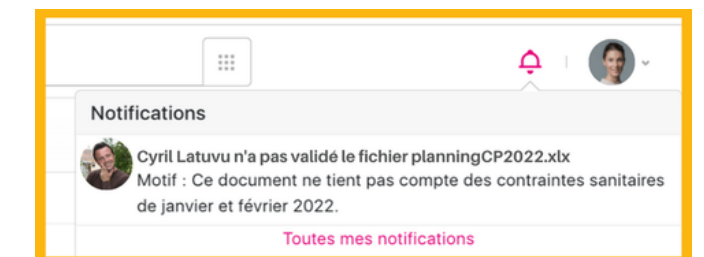 Notifications
Cyril Latuvu n'a pas validé le fichier planningCP2022.xlx
Motif : Ce document ne tient pas compte des contraintes sanitaires
de janvier et février 2022.
Toutes mes notifications